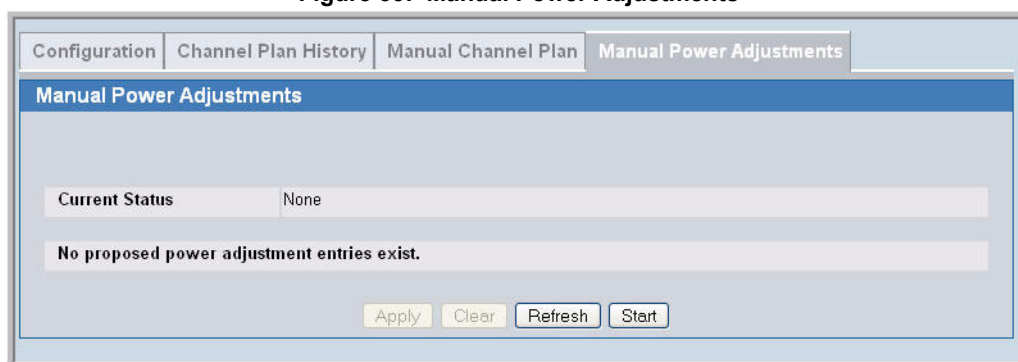 Configuration Channel Plan History Manual Channel Plan Manual Power Adjustments
Manual Power Adjustments
Current Status None
No proposed power adjustment entries exist.
Apply Clear Refresh Start